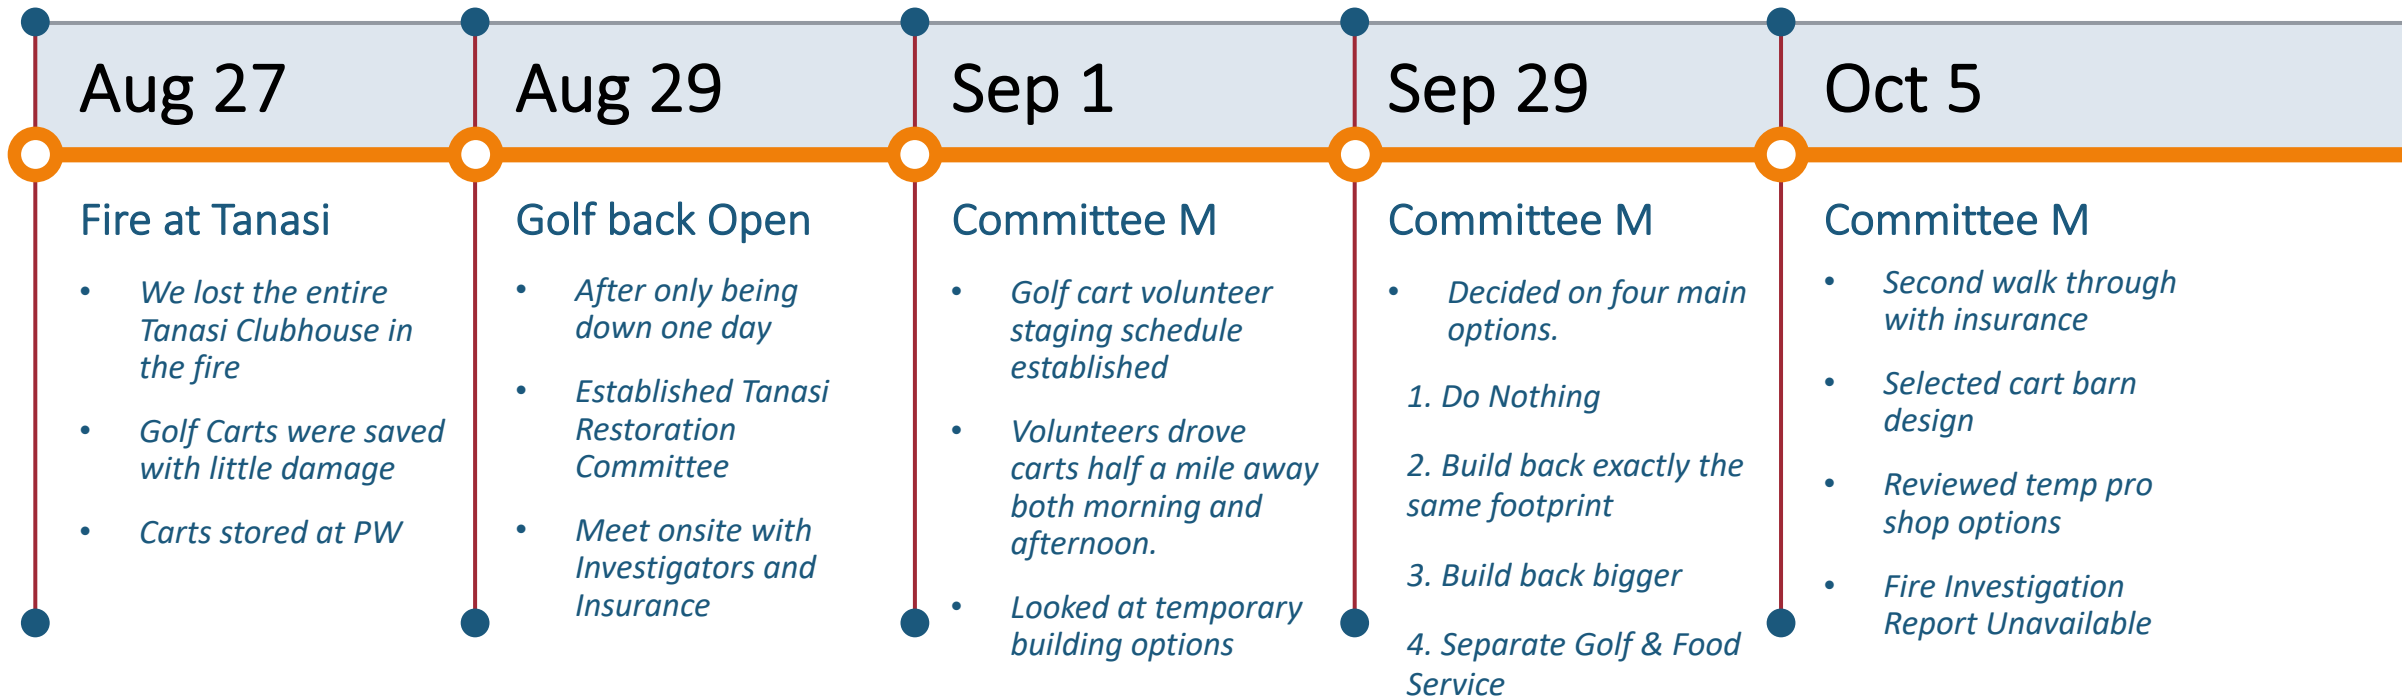 Aug 27
Fire at Tanasi
• We lost the entire
Tanasi Clubhouse in
the fire
• Golf Carts were saved
with little damage
• Carts stored at PW
Aug 29
Golf back Open
• After only being
down one day
• Established Tanasi
Restoration
Committee
• Meet onsite with
Investigators and
Insurance
Sep 1
Committee M
• Golf cart volunteer
staging schedule
established
• Volunteers drove
carts half a mile away
both morning and
afternoon.
• Looked at temporary
building options
Sep 29
Committee M
• Decided on four main
options.
1. Do Nothing
2. Build back exactly the
same footprint
3. Build back bigger
4. Separate Golf & Food
Service
Oct 5
Committee M
• Second walk through
with insurance
• Selected cart barn
design
• Reviewed temp pro
shop options
• Fire Investigation
Report Unavailable